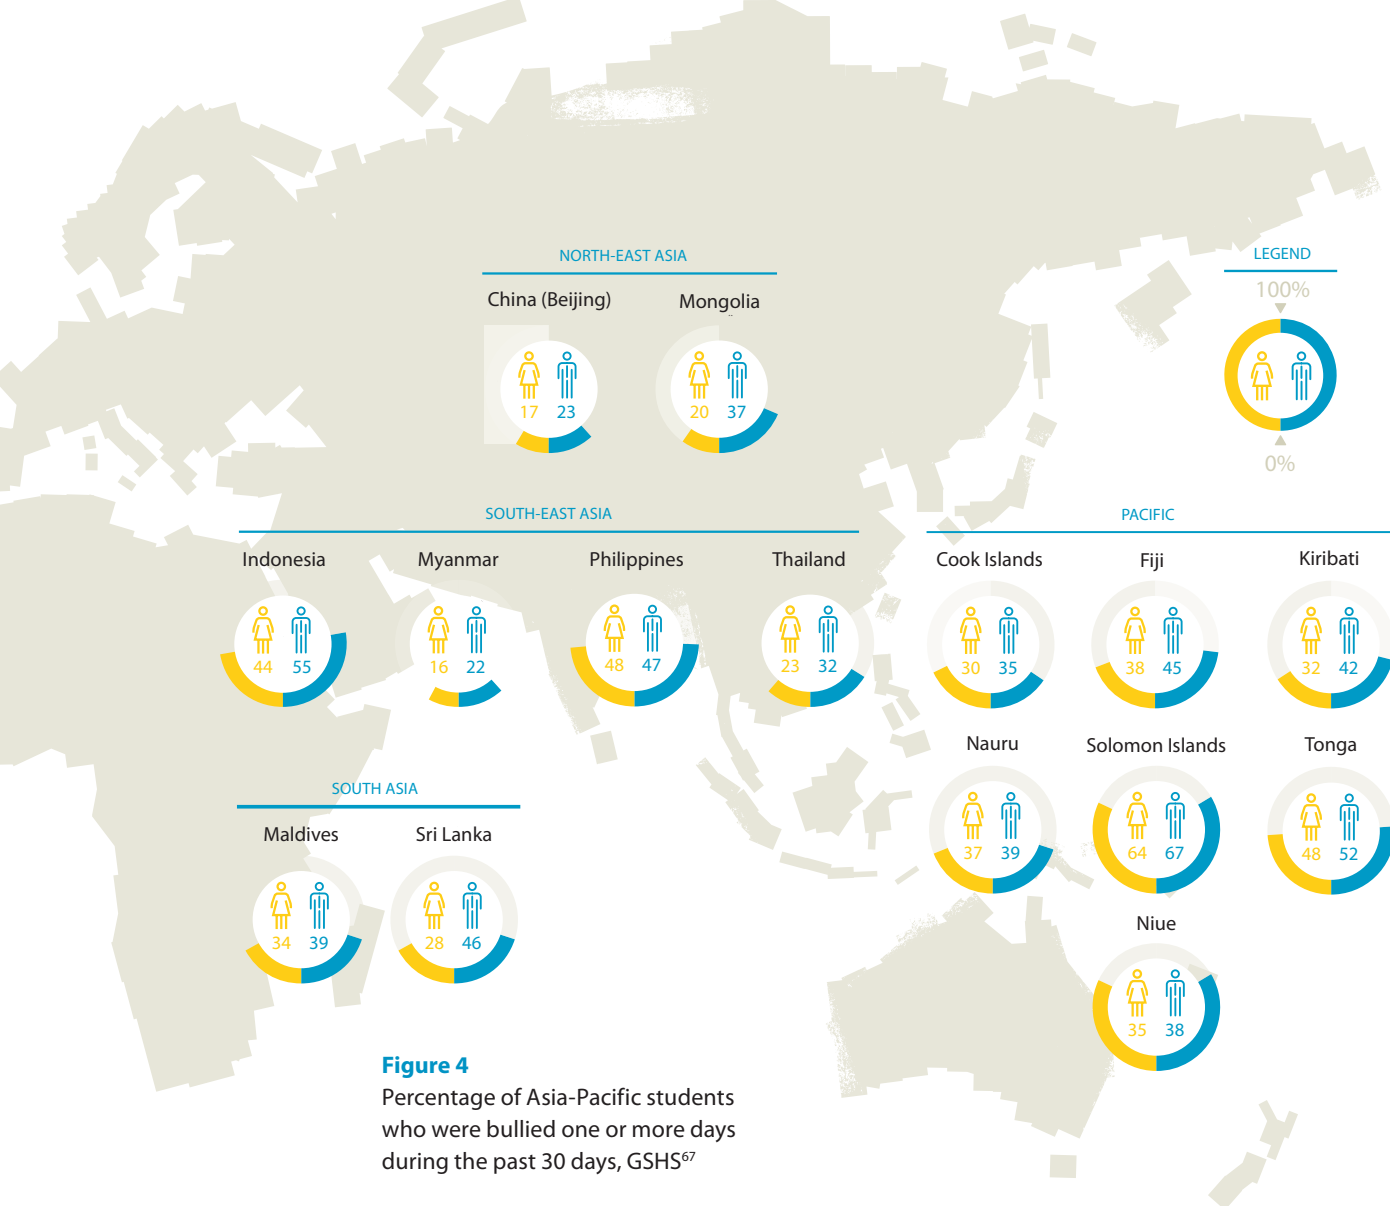 NORTH-EAST ASIA
China (Beijing)
Mongolia
17 23
20 37
LEGEND
100%
0%
SOUTH-EAST ASIA
Indonesia
Myanmar
Philippines
Thailand
44 55
16 22
48 47
23 32
PACIFIC
Cook Islands
Fiji
Kiribati
30 35
38 45
32 42
Nauru
Solomon Islands
Tonga
37 39
64 67
48 52
Niue
35 38
SOUTH ASIA
Maldives
Sri Lanka
34 39
28 46
Figure 4
Percentage of Asia-Pacific students
who were bullied one or more days
during the past 30 days, GSHS67